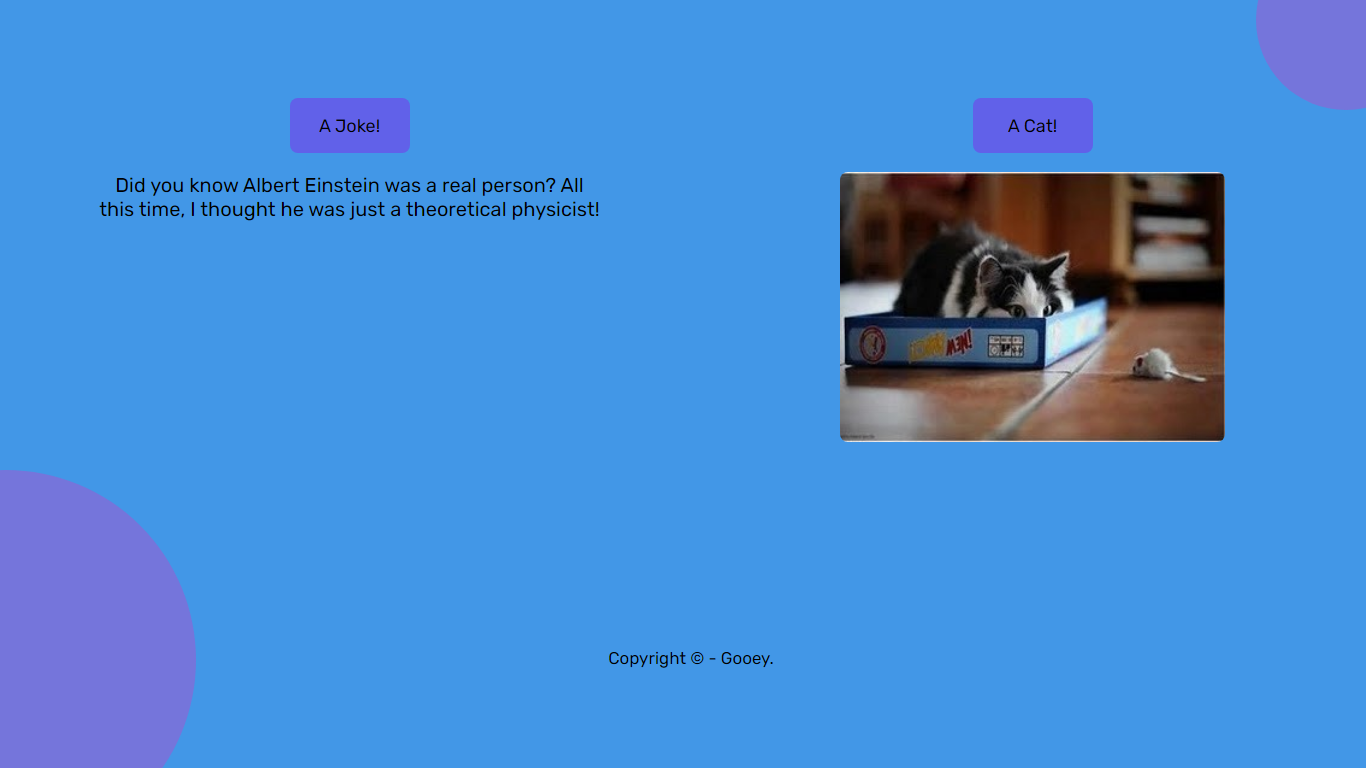 A Joke!
Did you know Albert Einstein was a real person? All
this time, I thought he was just a theoretical physicist!
A Cat!
¡NEW
Copyright © - Gooey.